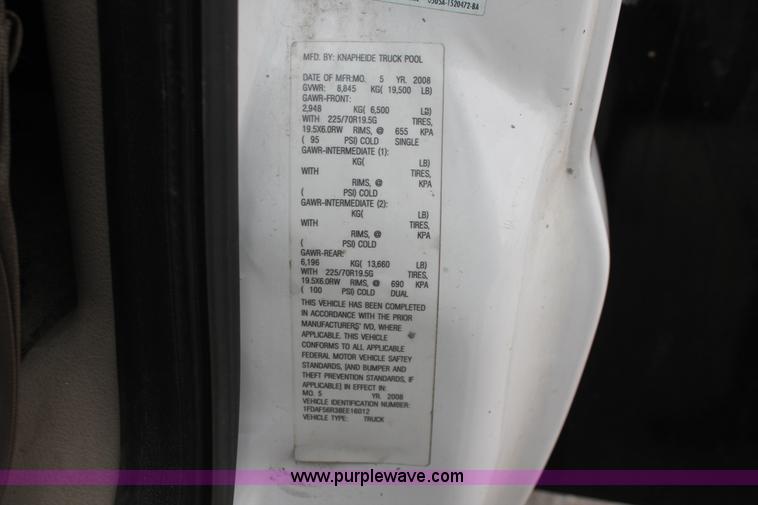 U505A-1520472-BA
MFD. BY: KNAPHEIDE TRUCK POOL
DATE OF MFR:MO. 5 YR. 2008
GVWR: 8,845 KG( 19,500 LB)
GAWR-FRONT:
2,948 KG( 6,500 LB)
WITH 225/70R19.5G TIRES,
19.5X6.0RW RIMS, @ 655 KPA
( 95 PSI) COLD SINGLE
GAWR-INTERMEDIATE (1):
KG( LB)
WITH TIRES,
RIMS, @ KPA
( PSI) COLD
GAWR-INTERMEDIATE (2):
KG( LB)
WITH TIRES,
RIMS, @ KPA
( PSI) COLD
GAWR-REAR:
6,196 KG( 13,660 LB)
WITH 225/70R19.5G TIRES,
19.5X6.0RW RIMS, @ 690 KPA
( 100 PSI) COLD DUAL
THIS VEHICLE HAS BEEN COMPLETED
IN ACCORDANCE WITH THE PRIOR
MANUFACTURERS' IVD, WHERE
APPLICABLE. THIS VEHICLE
CONFORMS TO ALL APPLICABLE
FEDERAL MOTOR VEHICLE SAFTEY
STANDARDS, [AND BUMPER AND
THEFT PREVENTION STANDARDS, IF
APPLICABLE] IN EFFECT IN:
MO. 5 YR. 2008
VEHICLE IDENTIFICATION NUMBER:
1FDAF56R38EE16012
VEHICLE TYPE: TRUCK
www.purplewave.com